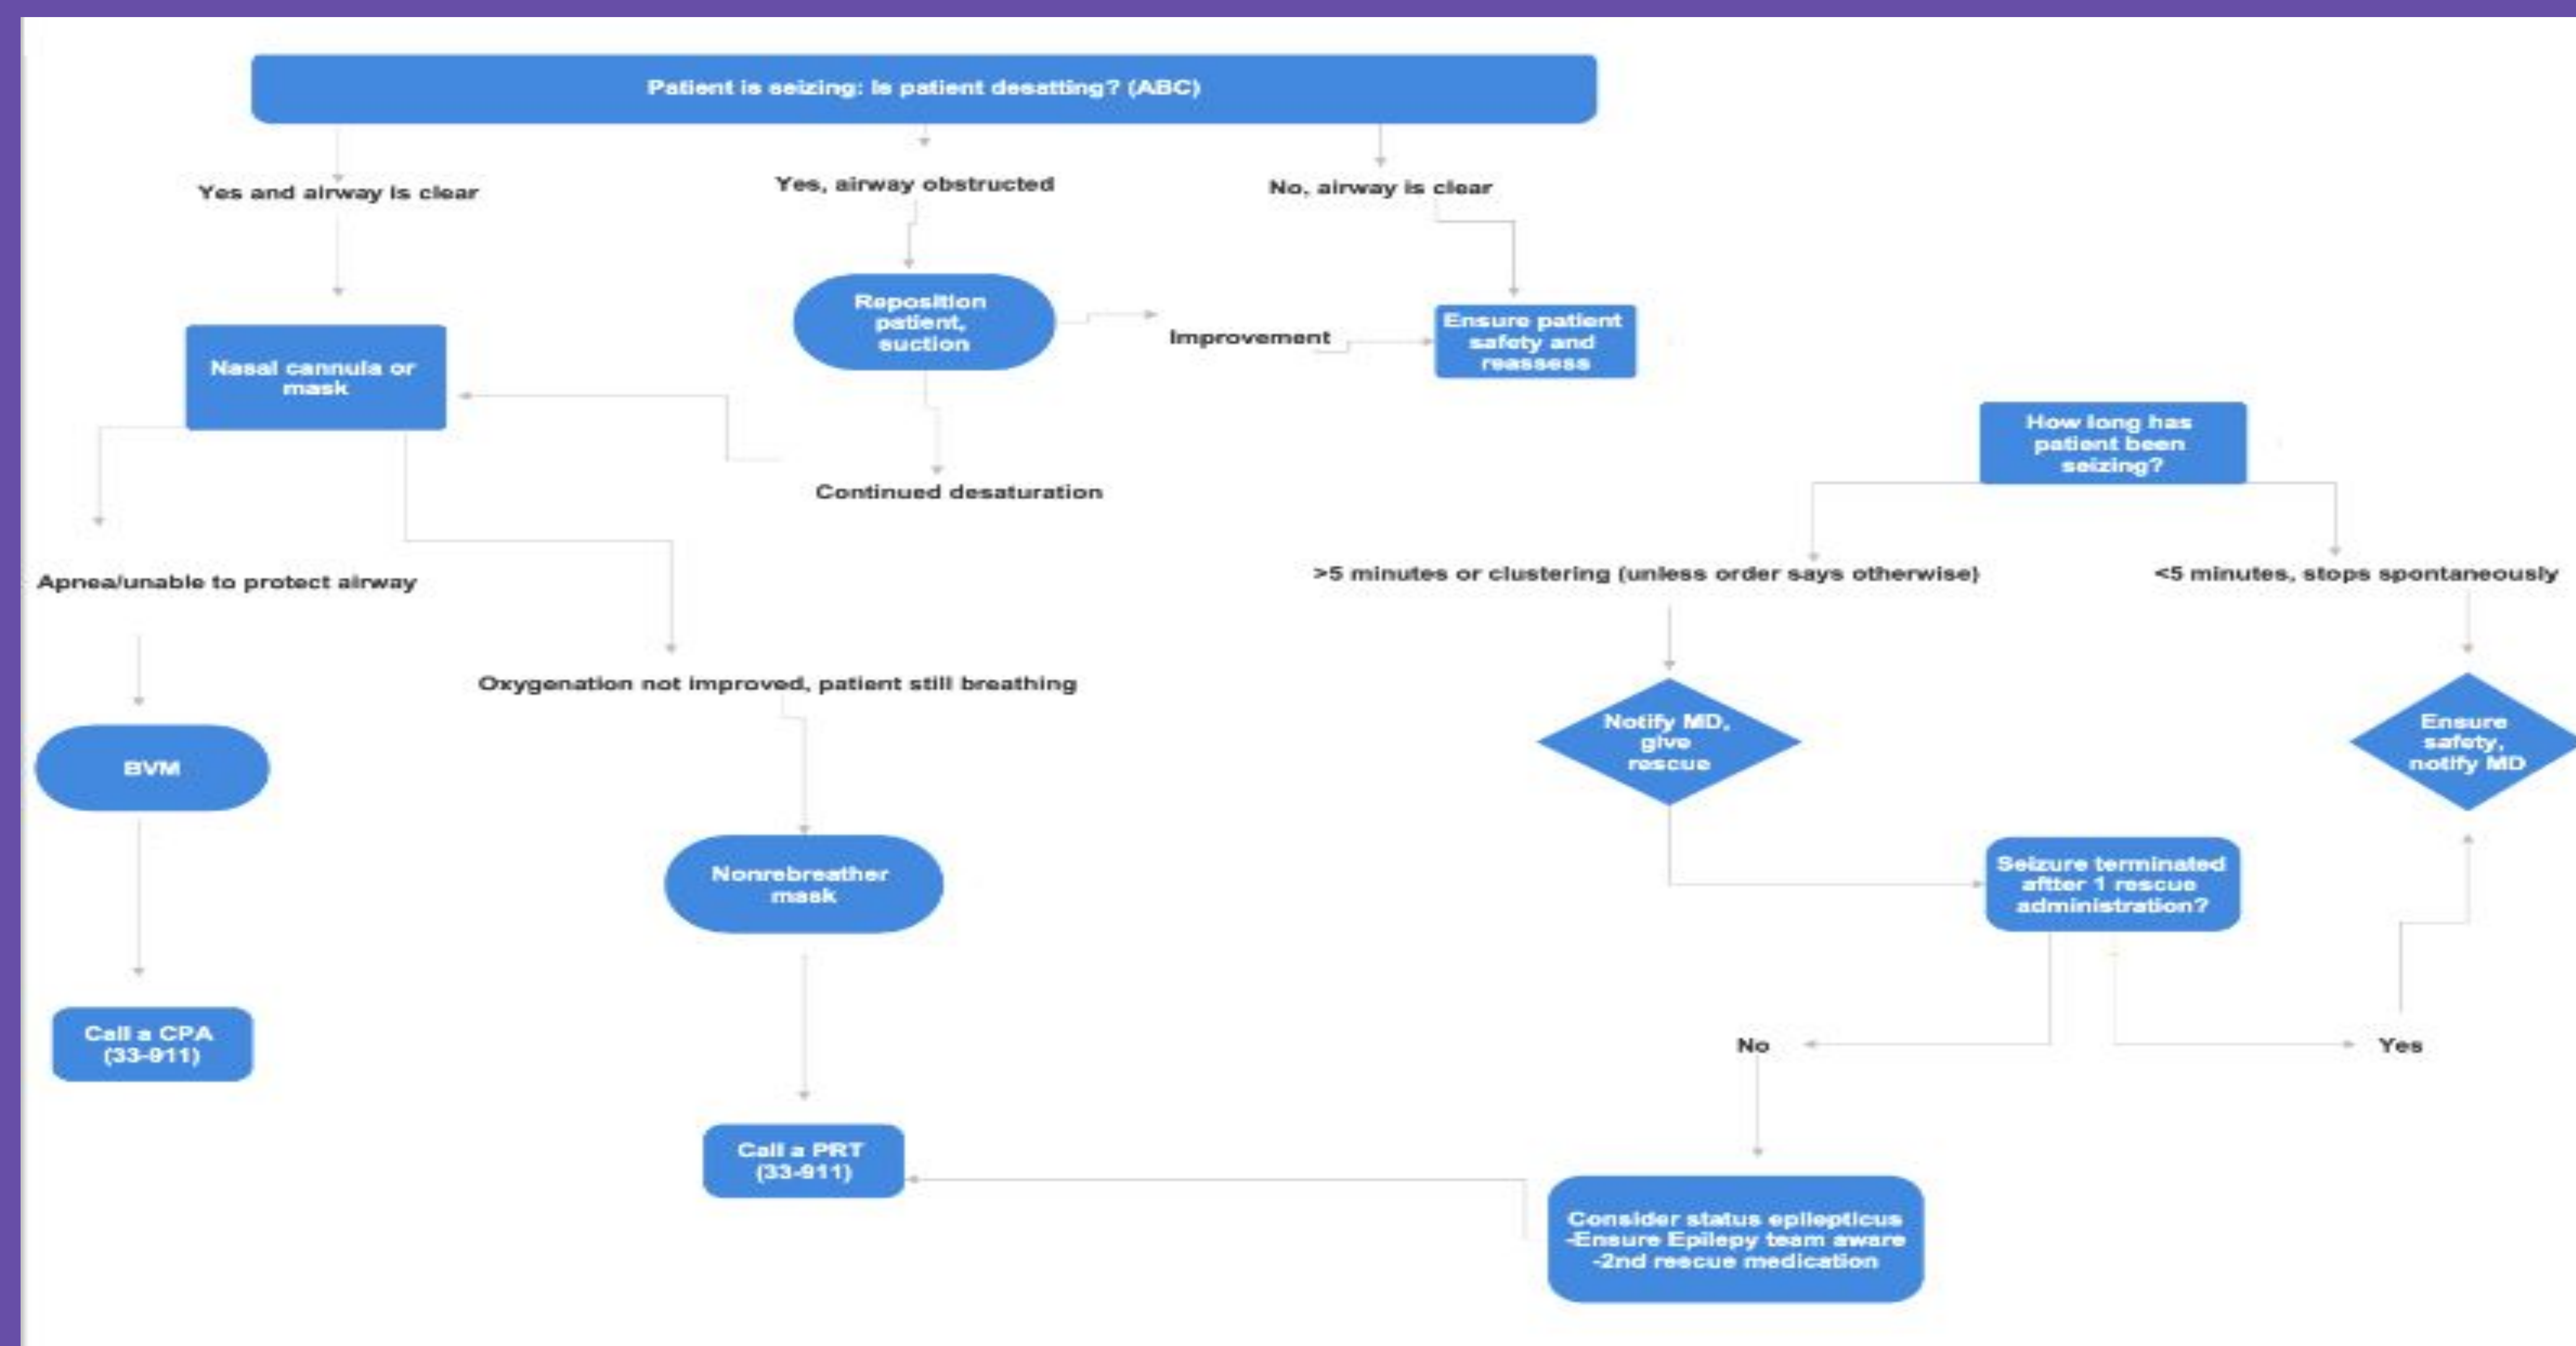 Patient is seizing: Is patient desatting? (ABC)
Yes and airway is clear
Yes, airway obstructed
No, airway is clear
Reposition
patient,
suction
Improvement
Ensure patient
safety and
reassess
Nasal cannula or
mask
Continued desaturation
How long has
patient been
seizing?
Apnea/unable to protect airway
>5 minutes or clustering (unless order says otherwise)
<5 minutes, stops spontaneously
Oxygenation not improved, patient still breathing
BVM
Notify MD,
give
rescue
Ensure
safety,
notify MD
Nonrebreather
mask
Seizure terminated
aftter 1 rescue
administration?
Call a CPA
(33-911)
No
Yes
Call a PRT
(33-911)
Consider status epilepticus
-Ensure Epilepy team aware
-2nd rescue medication